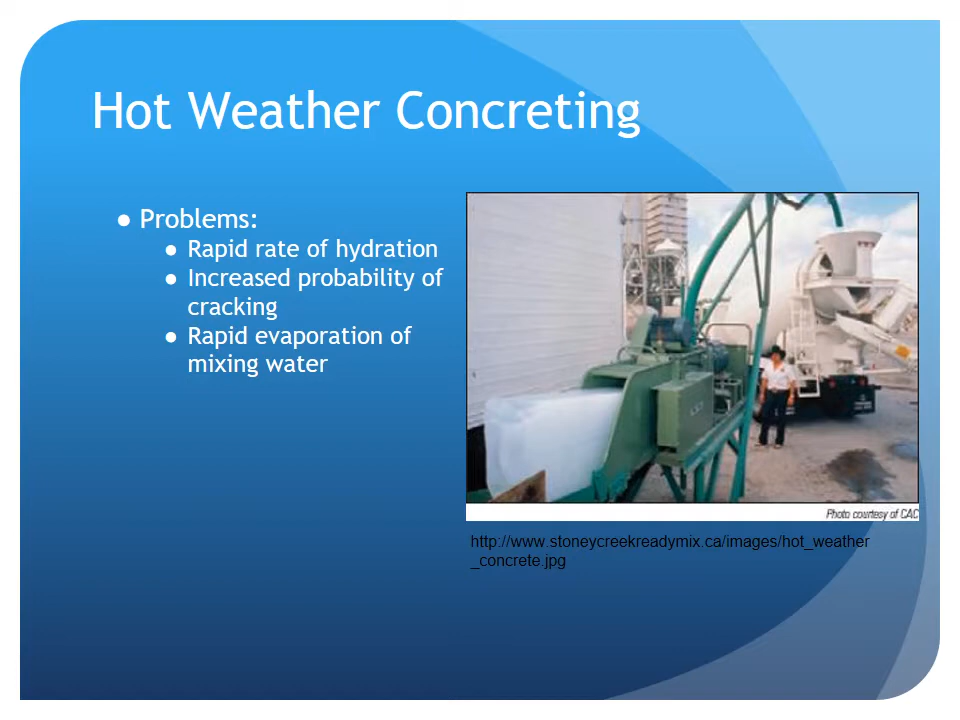 Hot Weather Concreting
● Problems:
● Rapid rate of hydration
● Increased probability of
cracking
● Rapid evaporation of
mixing water
Photo courtesy of CAC
http://www.stoneycreekreadymix.ca/images/hot_weather
_concrete.jpg